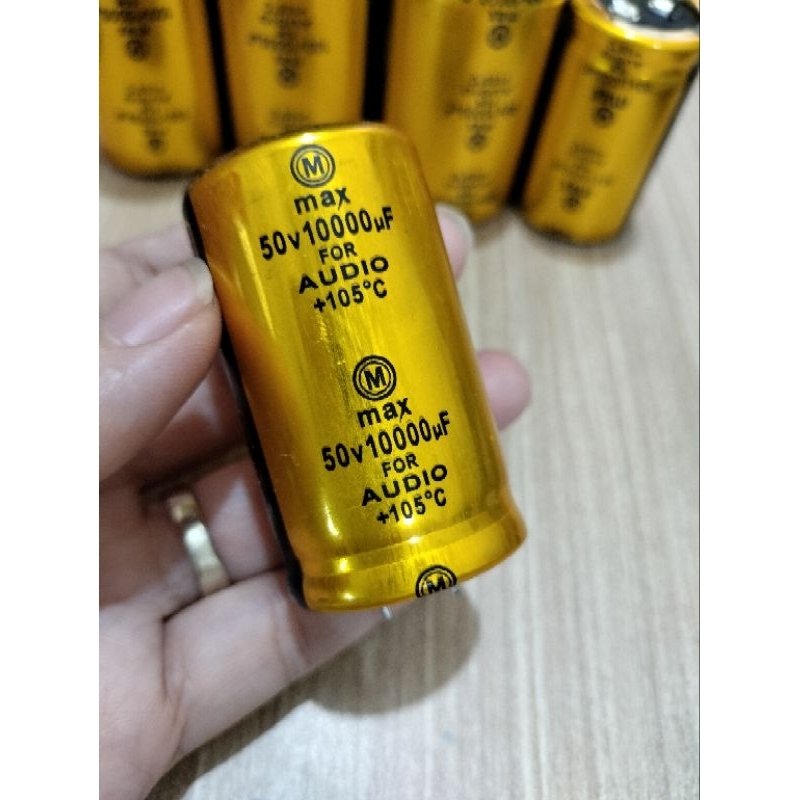 M
max
50v10000µF
FOR
AUDIO
+105°C
M
max
50v10000µF
FOR
AUDIO
+105°C
M